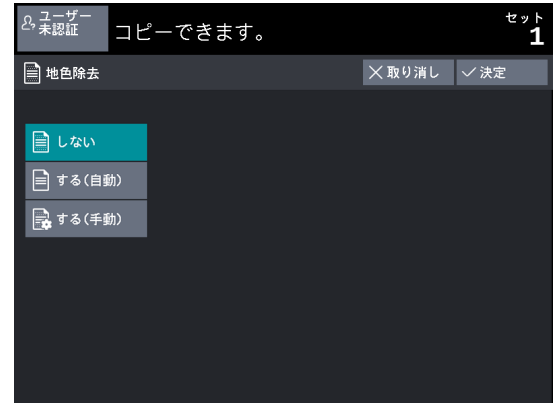 ユーザー
未認証
コピーできます。
セット
1
地色除去
取り消し
決定
しない
する(自動)
する(手動)